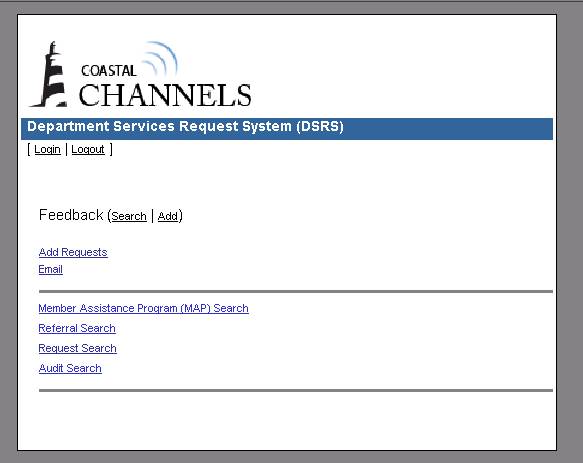 COASTAL
CHANNELS
Department Services Request System (DSRS)
[ Login | Logout ]
Feedback (Search | Add)
Add Requests
Email
Member Assistance Program (MAP) Search
Referral Search
Request Search
Audit Search